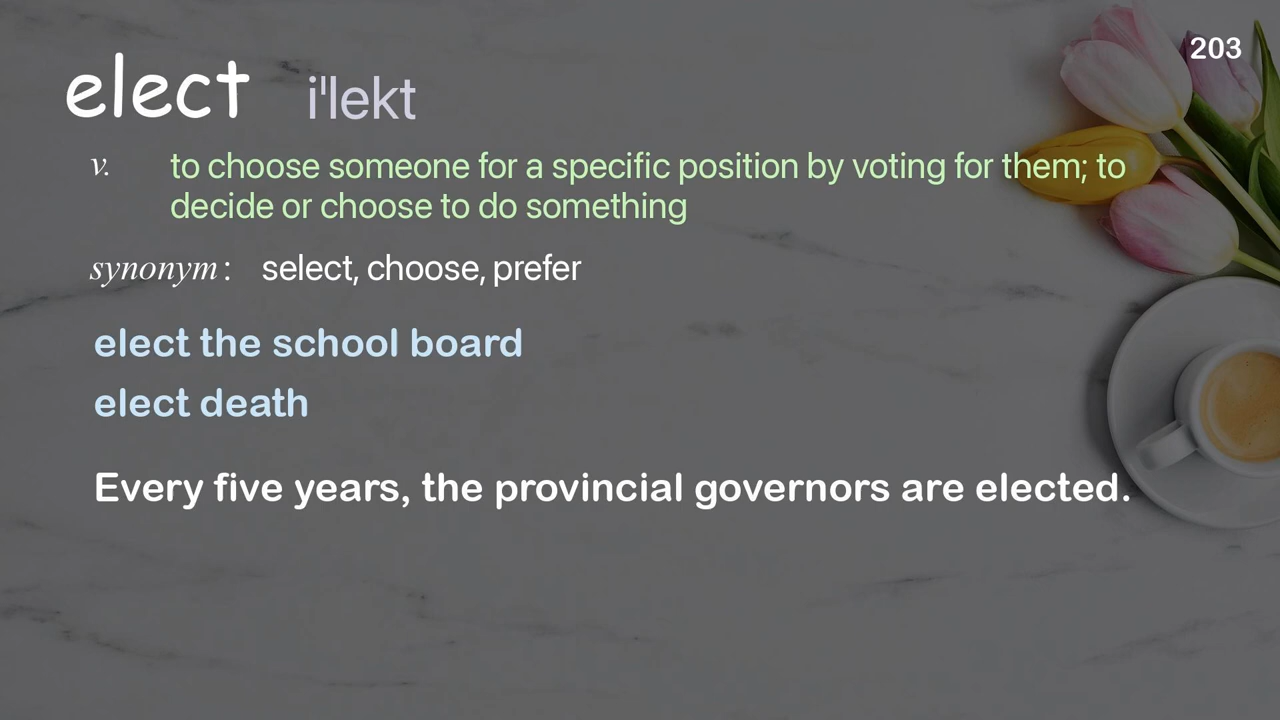 203
elect iˈlekt
v. to choose someone for a specific position by voting for them; to
decide or choose to do something
synonym: select, choose, prefer
elect the school board
elect death
Every five years, the provincial governors are elected.